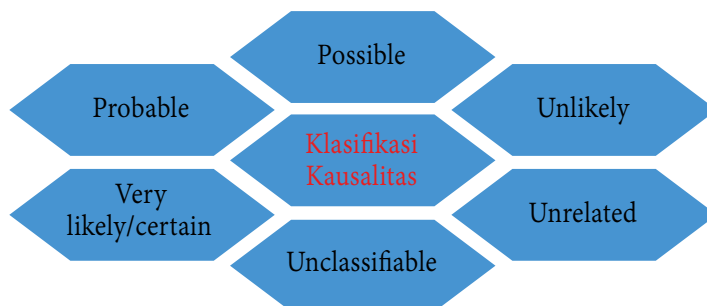 Possible
Probable
Unlikely
Klasifikasi
Kausalitas
Very
likely/certain
Unrelated
Unclassifiable